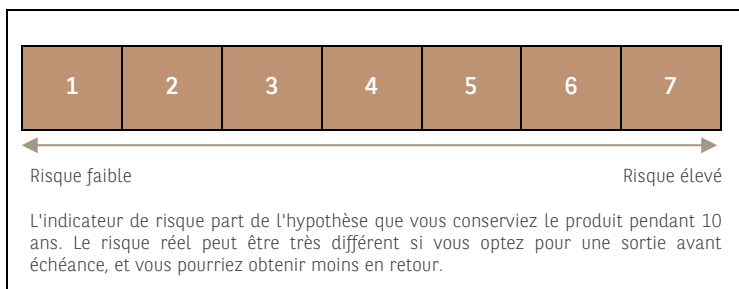 1 2 3 4 5 6 7
Risque faible Risque élevé
L'indicateur de risque part de l'hypothèse que vous conserviez le produit pendant 10
ans. Le risque réel peut être très différent si vous optez pour une sortie avant
échéance, et vous pourriez obtenir moins en retour.